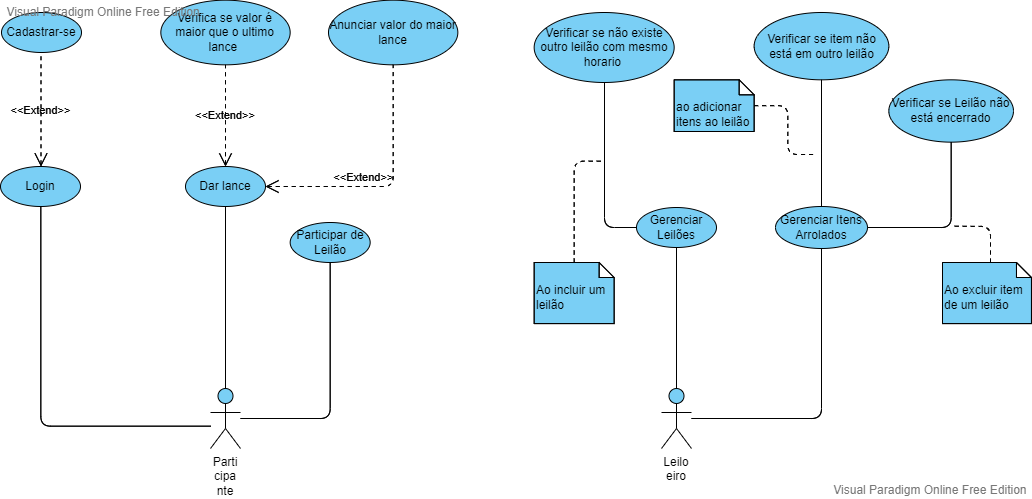 Visual Paradigm Online Free Edition
Cadastrar-se
Verifica se valor é
maior que o ultimo
lance
Anunciar valor do maior
lance
<<Extend>>
<<Extend>>
<<Extend>>
Login
Dar lance
Participar de
Leilão
Parti
cipa
nte
Verificar se não existe
outro leilão com mesmo
horario
Verificar se item não
está em outro leilão
ao adicionar
itens ao leilão
Verificar se Leilão não
está encerrado
Gerenciar
Leilões
Gerenciar Itens
Arrolados
Ao incluir um
leilão
Ao excluir item
de um leilão
Leilo
eiro
Visual Paradigm Online Free Edition